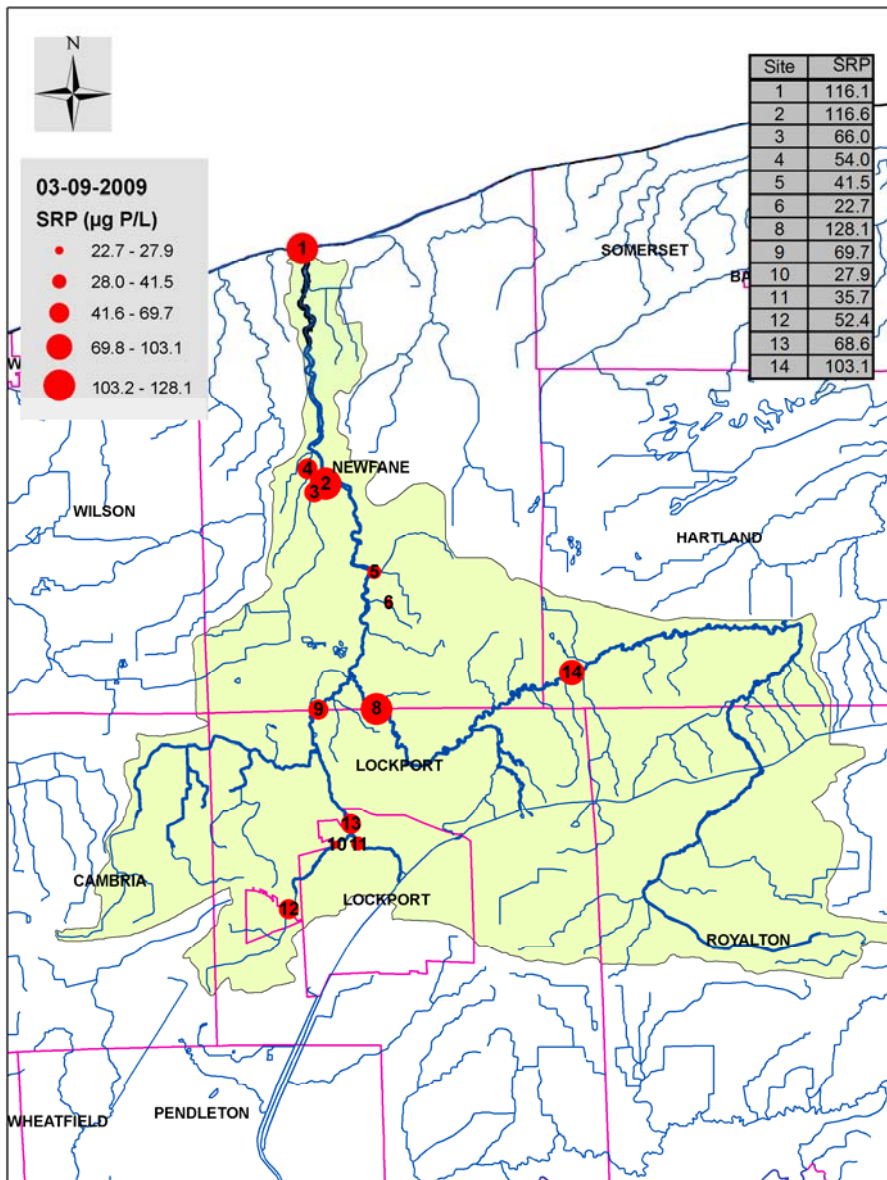 N
Site SRP
1 116.1
2 116.6
3 66.0
4 54.0
5 41.5
6 22.7
8 128.1
9 69.7
10 27.9
11 35.7
12 52.4
13 68.6
14 103.1
03-09-2009
SRP (µg P/L)
22.7 - 27.9
28.0 - 41.5
41.6 - 69.7
69.8 - 103.1
103.2 - 128.1
1
SOMERSET
BA
W
4
NEWFANE
2
3
WILSON
HARTLAND
5
6
14
9
8
LOCKPORT
13
10
11
CAMBRIA
LOCKPORT
12
ROYALTON
WHEATFIELD
PENDLETON